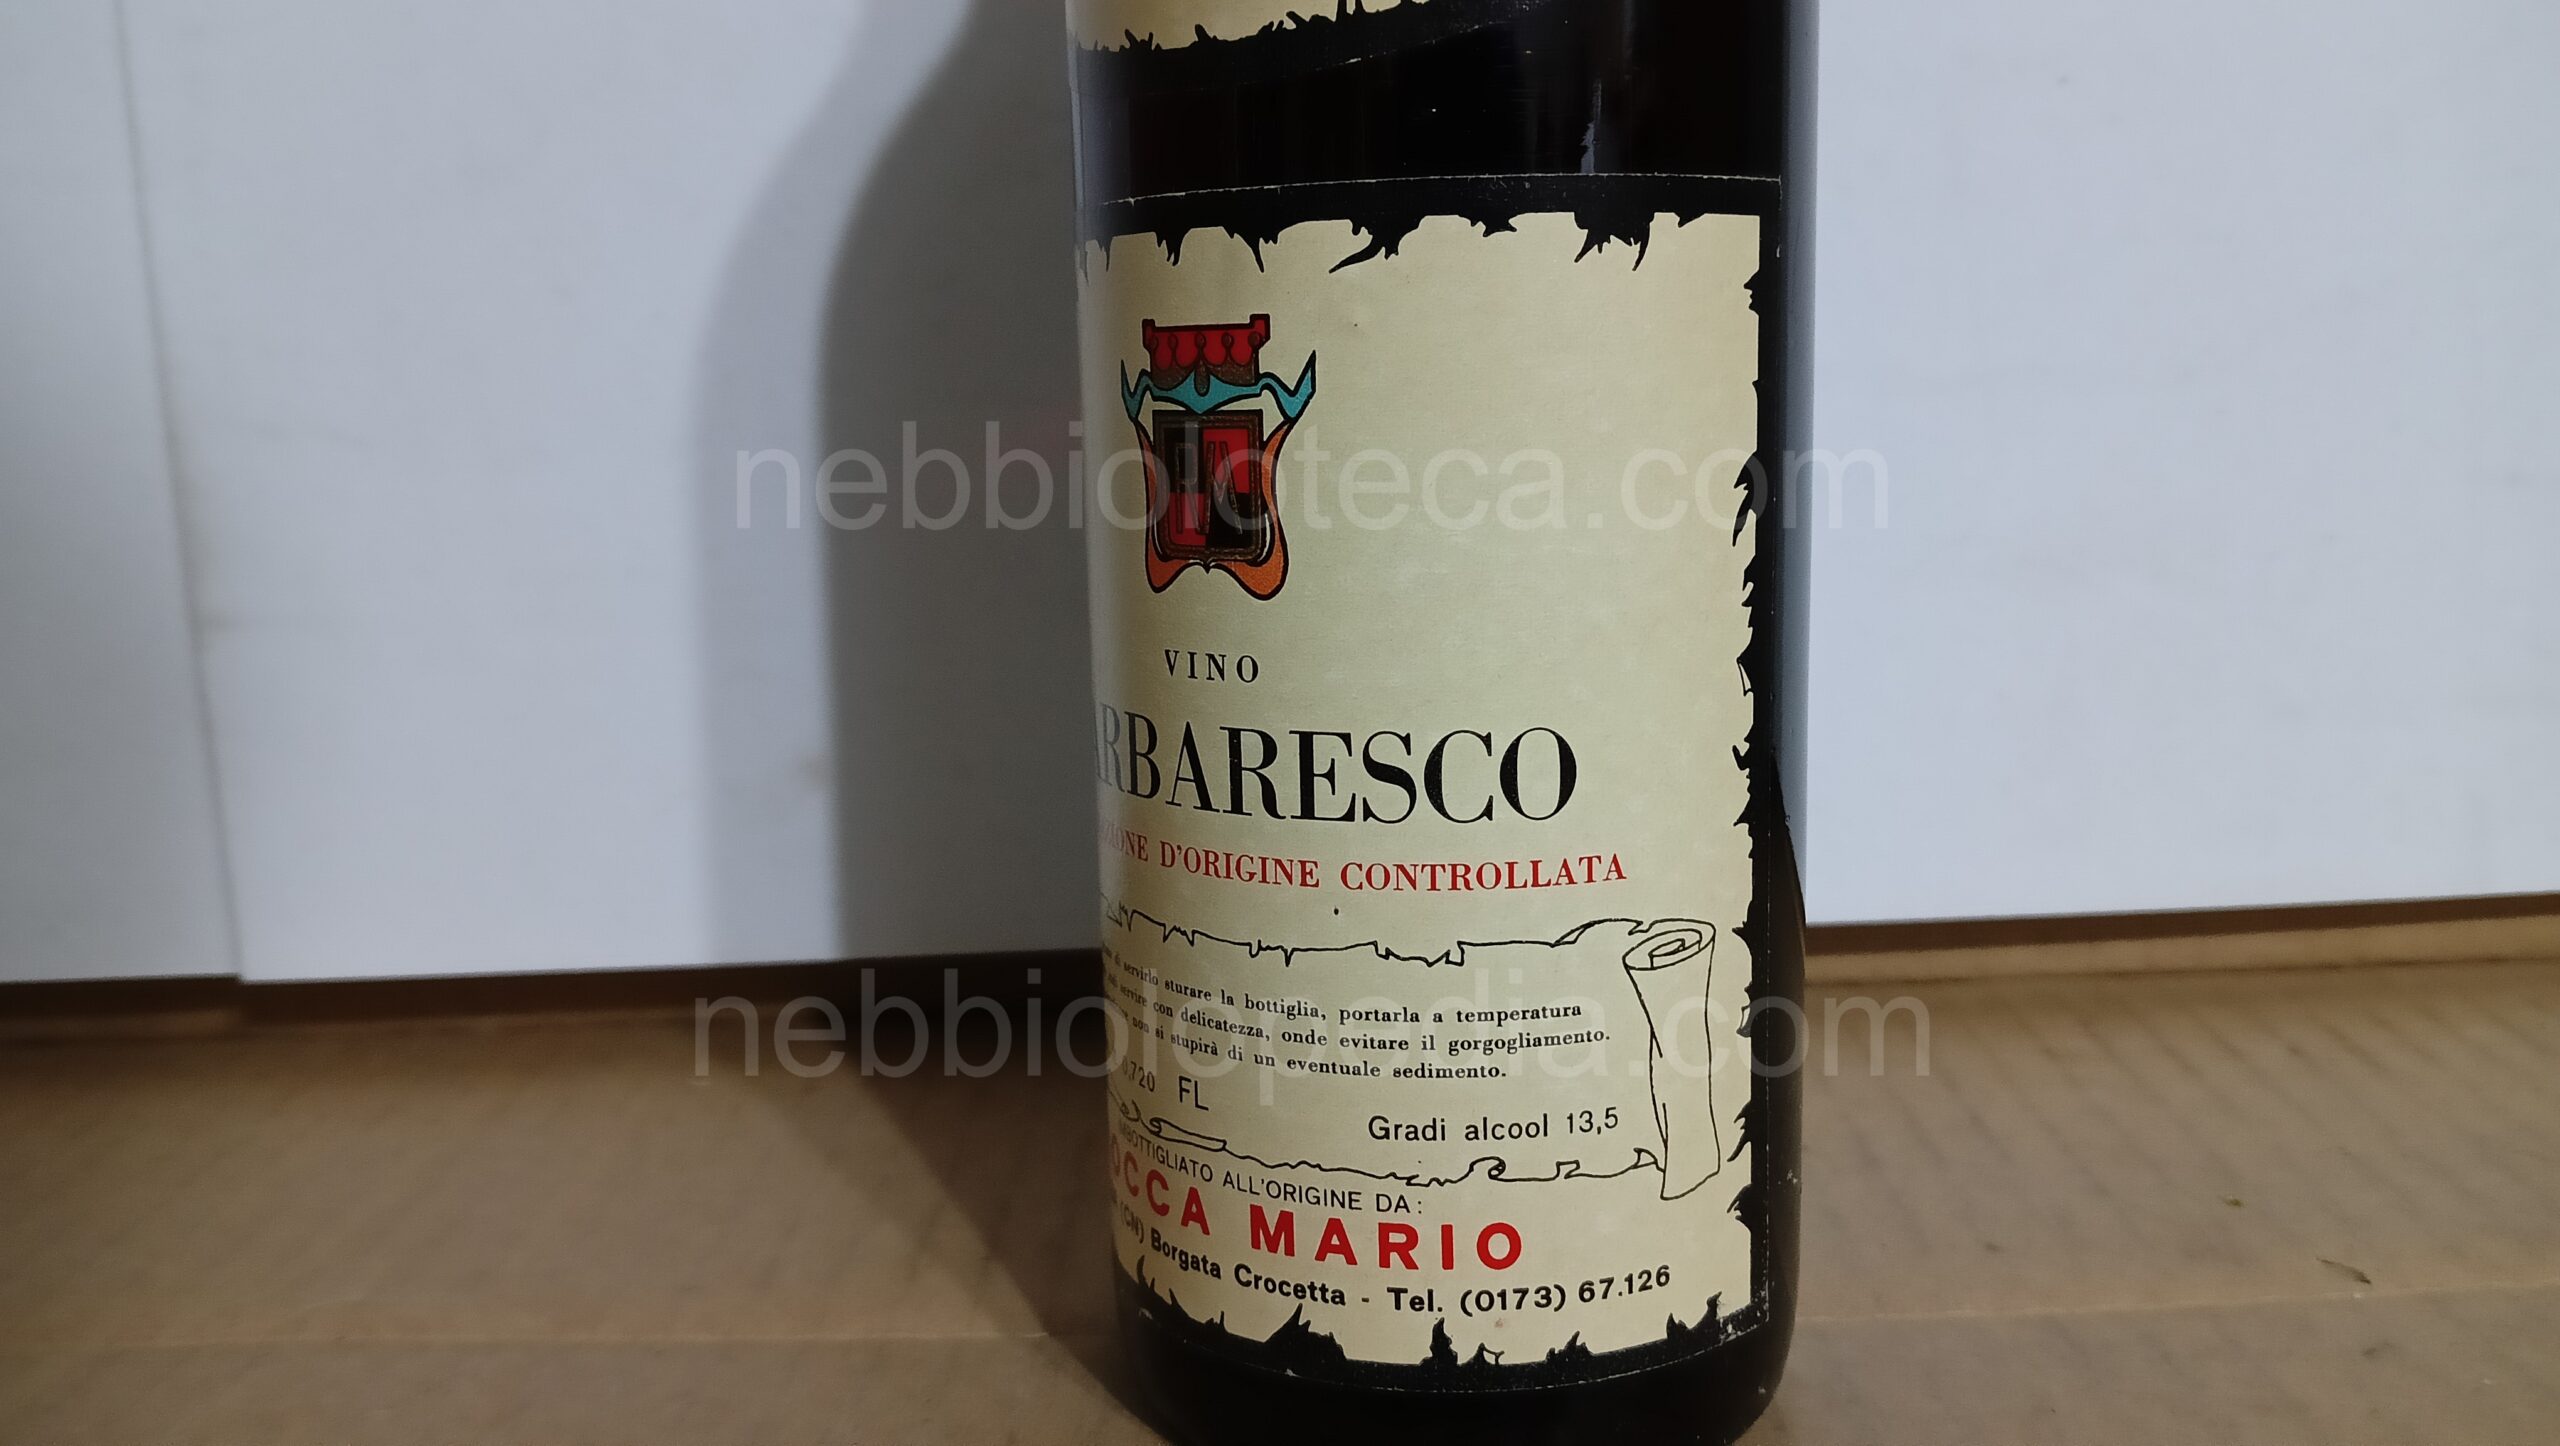 RM
nebbioloteca.com
VINO
ARBARESCO
ZIONE D'ORIGINE CONTROLLATA
di servirlo sturare la bottiglia, portarla a temperatura
servire con delicatezza, onde evitare il gorgogliamento.
non si stupirà di un eventuale sedimento.
nebbiolopedia.com
0,720 FL
Gradi alcool 13,5
IMBOTTIGLIATO ALL'ORIGINE DA:
OCCA MARIO
(CN) Borgata Crocetta - Tel. (0173) 67.126